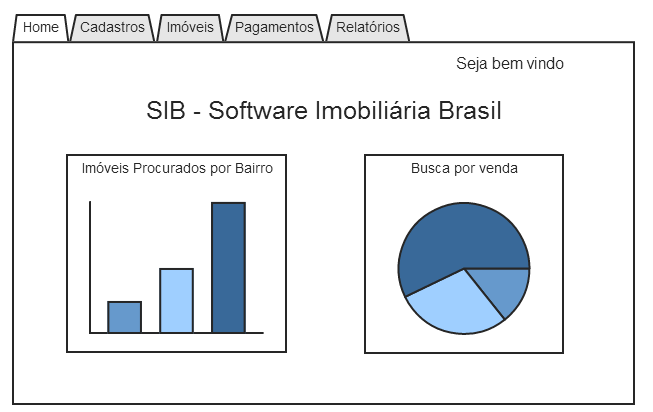 Home
Cadastros
Imóveis
Pagamentos
Relatórios
Seja bem vindo
SIB - Software Imobiliária Brasil
Imóveis Procurados por Bairro
Busca por venda